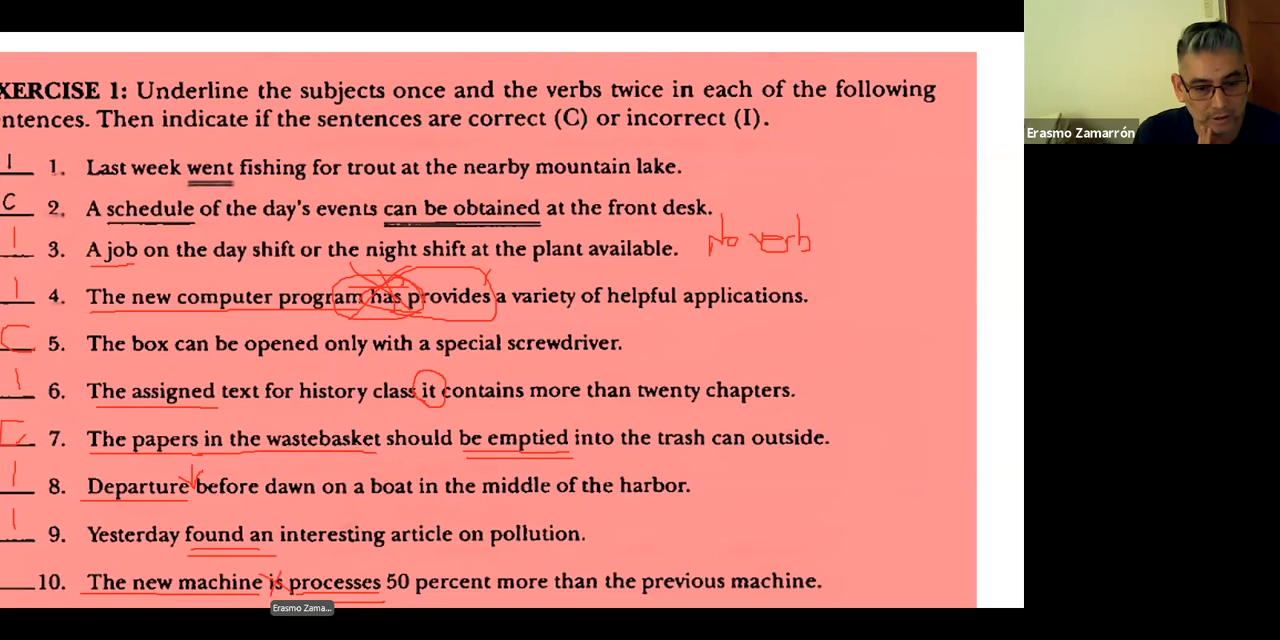 XERCISE 1: Underline the subjects once and the verbs twice in each of the following
ntences. Then indicate if the sentences are correct (C) or incorrect (I).
I 1. Last week went fishing for trout at the nearby mountain lake.
C 2. A schedule of the day's events can be obtained at the front desk.
I 3. A job on the day shift or the night shift at the plant available. No verb
I 4. The new computer program has provides a variety of helpful applications.
C 5. The box can be opened only with a special screwdriver.
I 6. The assigned text for history class it contains more than twenty chapters.
C 7. The papers in the wastebasket should be emptied into the trash can outside.
I 8. Departure before dawn on a boat in the middle of the harbor.
I 9. Yesterday found an interesting article on pollution.
10. The new machine is processes 50 percent more than the previous machine.
Erasmo Zama...
Erasmo Zamarrón